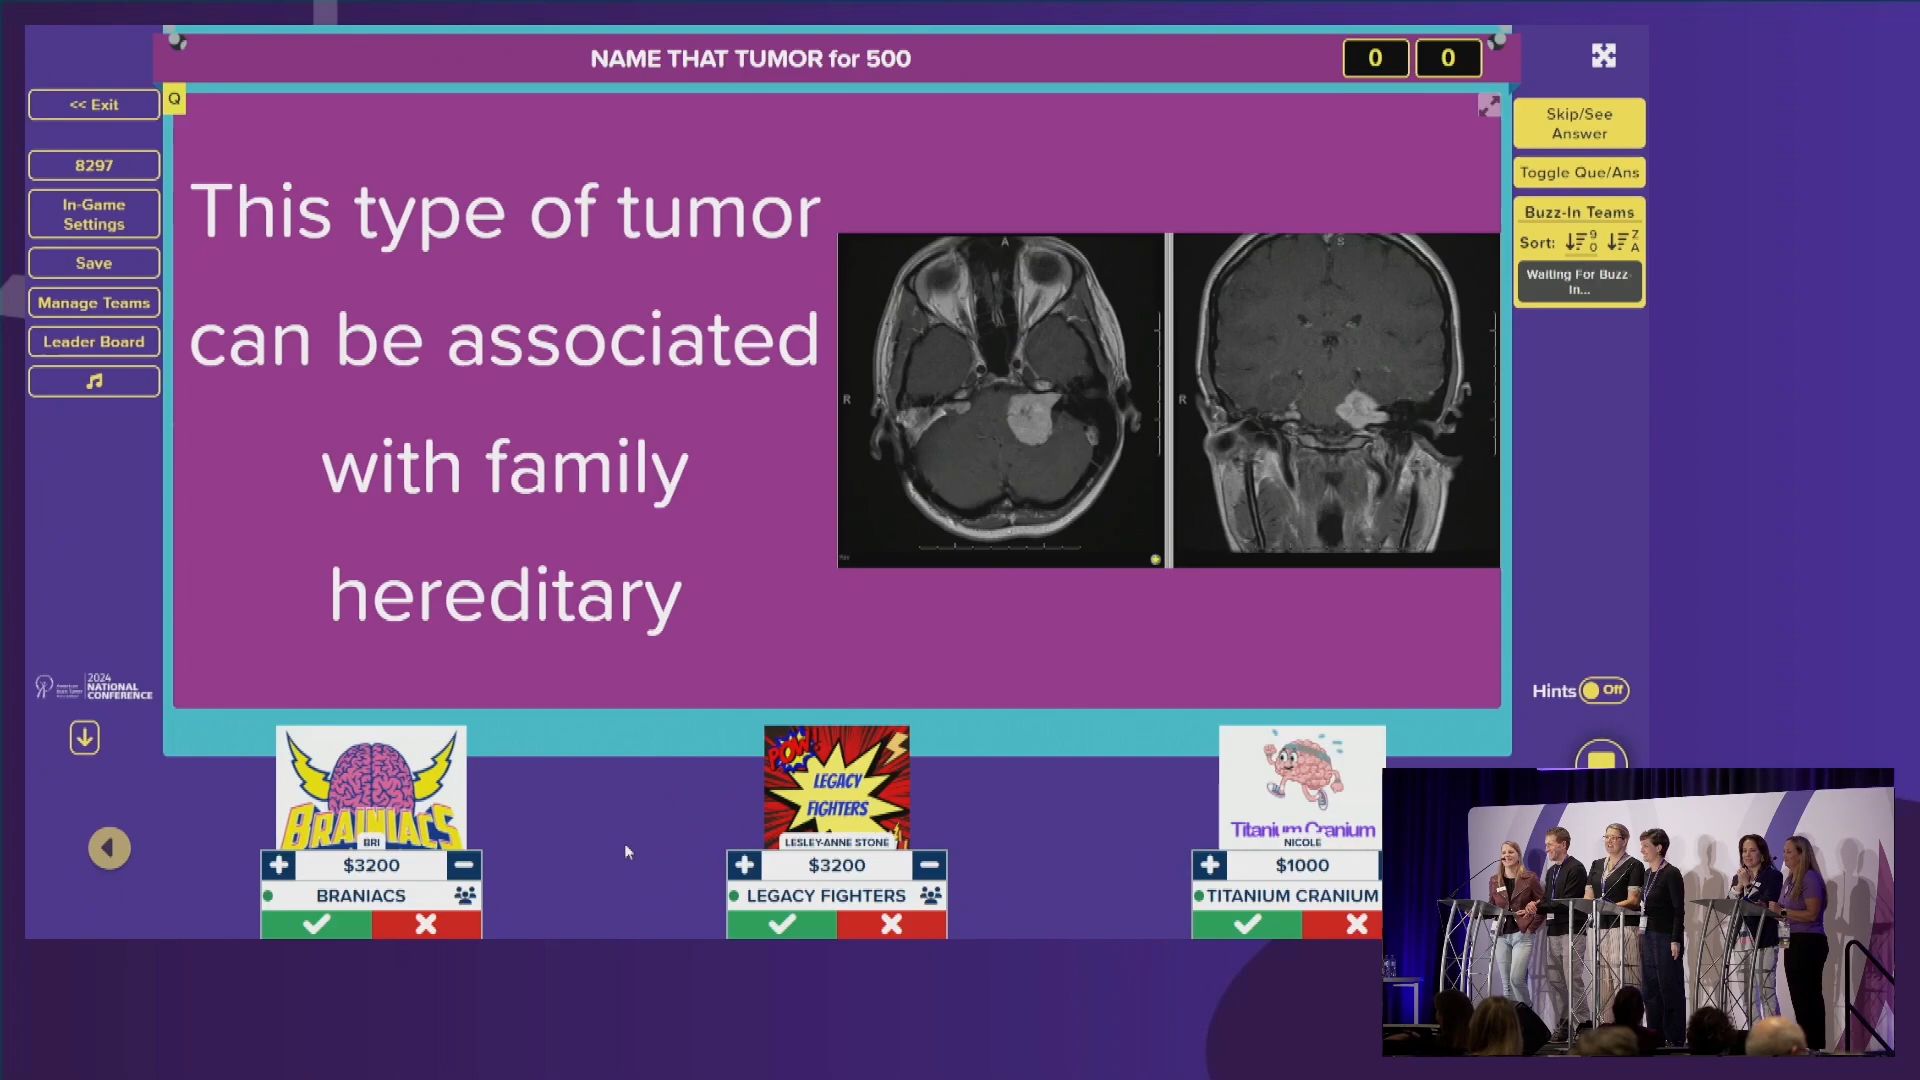 NAME THAT TUMOR for 500
0 0
<< Exit
Q
8297
In-Game
Settings
Save
Manage Teams
Leader Board
This type of tumor
can be associated
with family
hereditary
A
R
S
R
Skip/See
Answer
Toggle Que/Ans
Buzz-In Teams
Sort: 9 0 Z A
Waiting For Buzz-
In...
2024
NATIONAL
CONFERENCE
Hints Off
BRAINIACS
BRI
$3200
BRANIACS
POW
LEGACY
FIGHTERS
LESLEY-ANNE STONE
$3200
LEGACY FIGHTERS
Titanium Cranium
NICOLE
$1000
TITANIUM CRANIUM